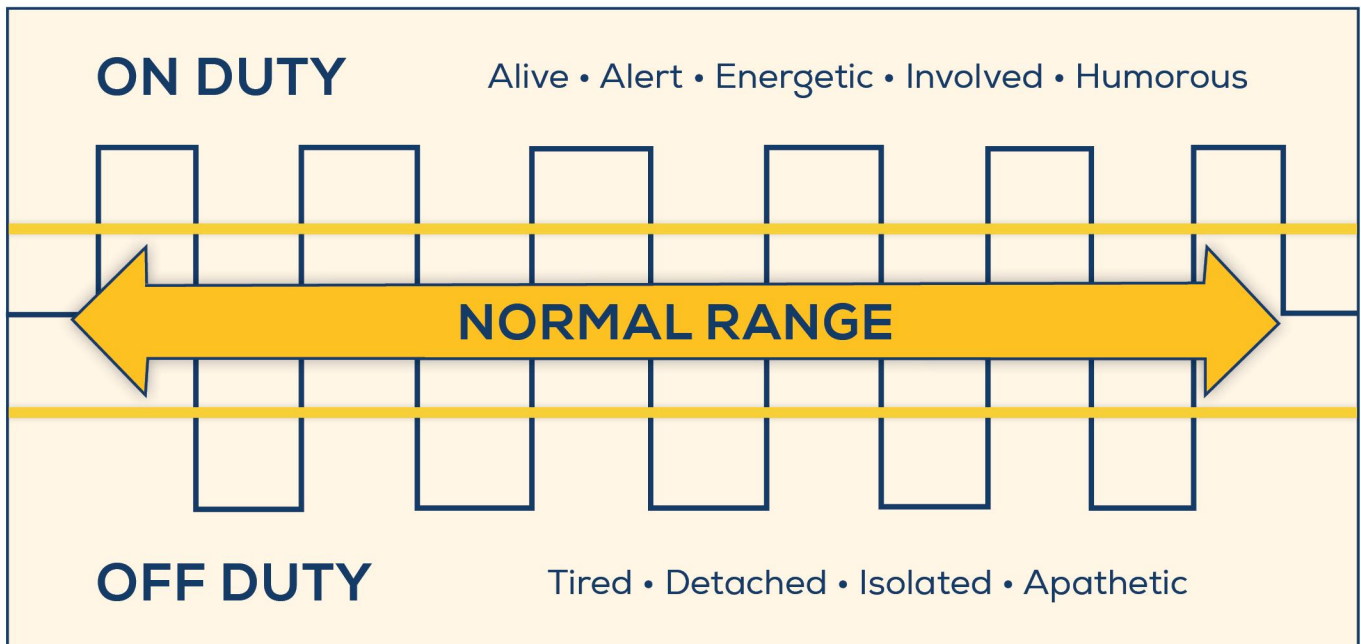 ON DUTY
Alive • Alert • Energetic • Involved • Humorous
NORMAL RANGE
OFF DUTY
Tired • Detached • Isolated • Apathetic